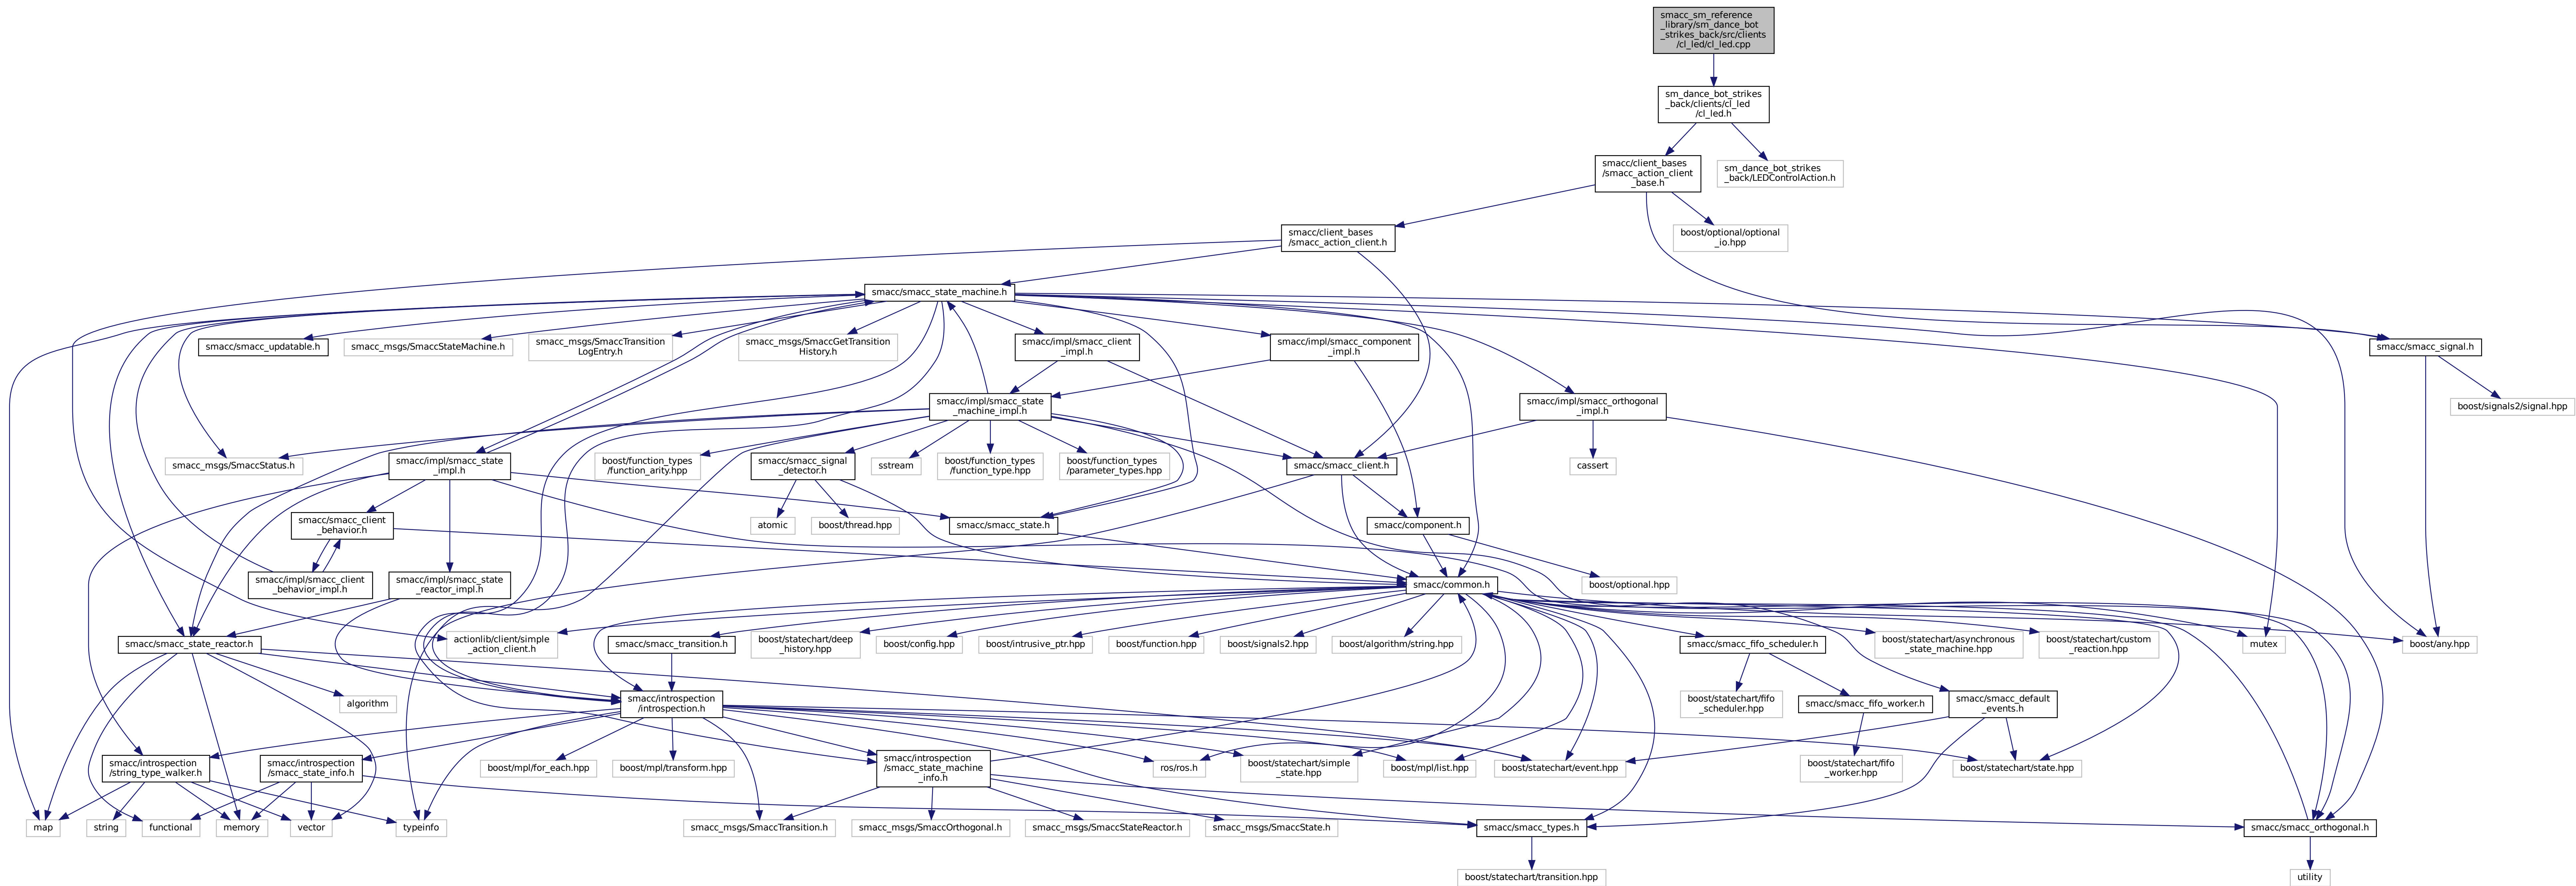 smacc_sm_reference
_library/sm_dance_bot
_strikes_back/src/clients
/cl_led/cl_led.cpp
sm_dance_bot_strikes
_back/clients/cl_led
/cl_led.h
smacc/client_bases
/smacc_action_client
_base.h
sm_dance_bot_strikes
_back/LEDControlAction.h
smacc/client_bases
/smacc_action_client.h
boost/optional/optional
_io.hpp
smacc/smacc_state_machine.h
smacc/smacc_updatable.h
smacc_msgs/SmaccStateMachine.h
smacc_msgs/SmaccTransition
LogEntry.h
smacc_msgs/SmaccGetTransition
History.h
smacc/impl/smacc_client
_impl.h
smacc/impl/smacc_component
_impl.h
smacc/smacc_signal.h
smacc/impl/smacc_state
_machine_impl.h
smacc/impl/smacc_orthogonal
_impl.h
boost/signals2/signal.hpp
smacc_msgs/SmaccStatus.h
smacc/impl/smacc_state
_impl.h
boost/function_types
/function_arity.hpp
smacc/smacc_signal
_detector.h
sstream
boost/function_types
/function_type.hpp
boost/function_types
/parameter_types.hpp
smacc/smacc_client.h
cassert
smacc/smacc_client
_behavior.h
atomic
boost/thread.hpp
smacc/smacc_state.h
smacc/component.h
smacc/impl/smacc_client
_behavior_impl.h
smacc/impl/smacc_state
_reactor_impl.h
smacc/common.h
boost/optional.hpp
smacc/smacc_state_reactor.h
actionlib/client/simple
_action_client.h
smacc/smacc_transition.h
boost/statechart/deep
_history.hpp
boost/config.hpp
boost/intrusive_ptr.hpp
boost/function.hpp
boost/signals2.hpp
boost/algorithm/string.hpp
smacc/smacc_fifo_scheduler.h
boost/statechart/asynchronous
_state_machine.hpp
boost/statechart/custom
_reaction.hpp
mutex
boost/any.hpp
algorithm
smacc/introspection
/introspection.h
boost/statechart/fifo
_scheduler.hpp
smacc/smacc_fifo_worker.h
smacc/smacc_default
_events.h
smacc/introspection
/string_type_walker.h
smacc/introspection
/smacc_state_info.h
boost/mpl/for_each.hpp
boost/mpl/transform.hpp
smacc/introspection
/smacc_state_machine
_info.h
ros/ros.h
boost/statechart/simple
_state.hpp
boost/mpl/list.hpp
boost/statechart/event.hpp
boost/statechart/fifo
_worker.hpp
boost/statechart/state.hpp
map
string
functional
memory
vector
typeinfo
smacc_msgs/SmaccTransition.h
smacc_msgs/SmaccOrthogonal.h
smacc_msgs/SmaccStateReactor.h
smacc_msgs/SmaccState.h
smacc/smacc_types.h
smacc/smacc_orthogonal.h
boost/statechart/transition.hpp
utility